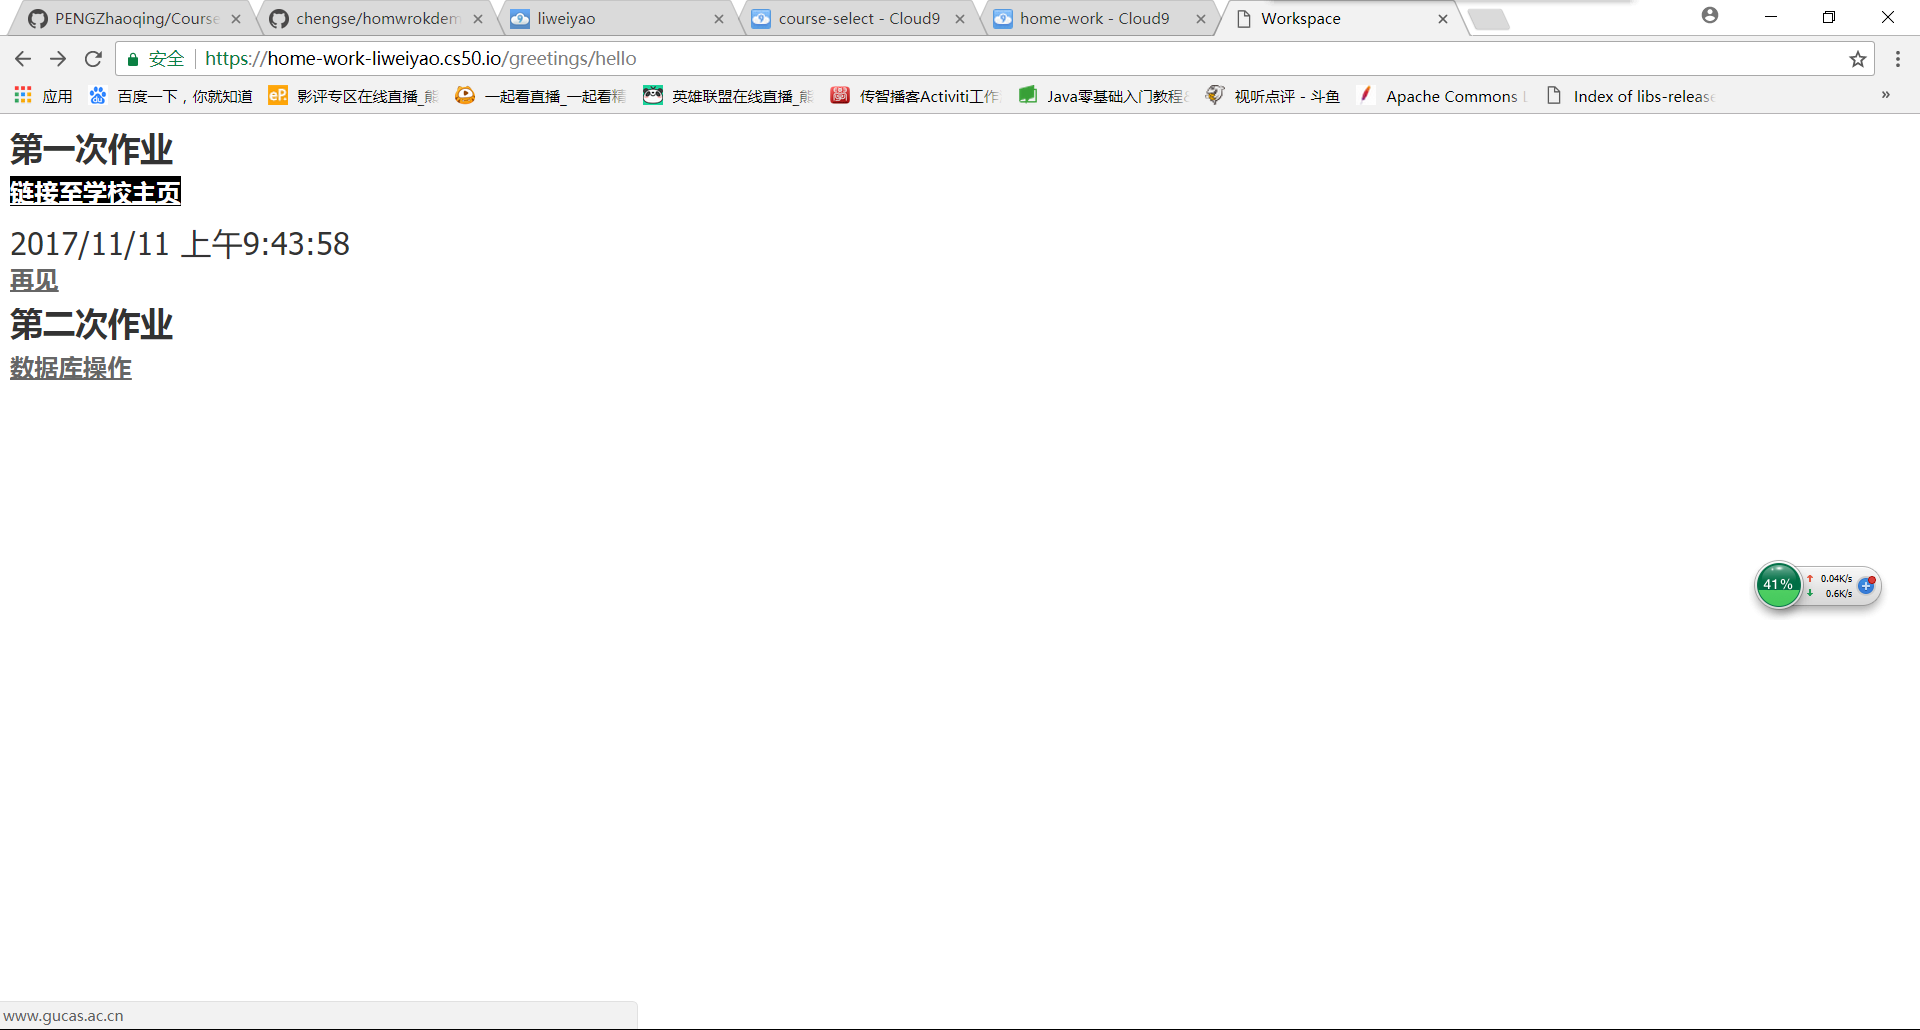 PENGZhaoqing/Course
chengse/homwrokdem
liweiyao
course-select - Cloud9
home-work - Cloud9
Workspace
安全 https://home-work-liweiyao.cs50.io/greetings/hello
应用 百度一下，你就知道 影评专区在线直播_熊 一起看直播_一起看精 英雄联盟在线直播_熊 传智播客Activiti工作 Java零基础入门教程 视听点评 - 斗鱼 Apache Commons Index of libs-release »
第一次作业
链接至学校主页
2017/11/11 上午9:43:58
再见
第二次作业
数据库操作
41% 0.04K/s
0.6K/s
www.gucas.ac.cn